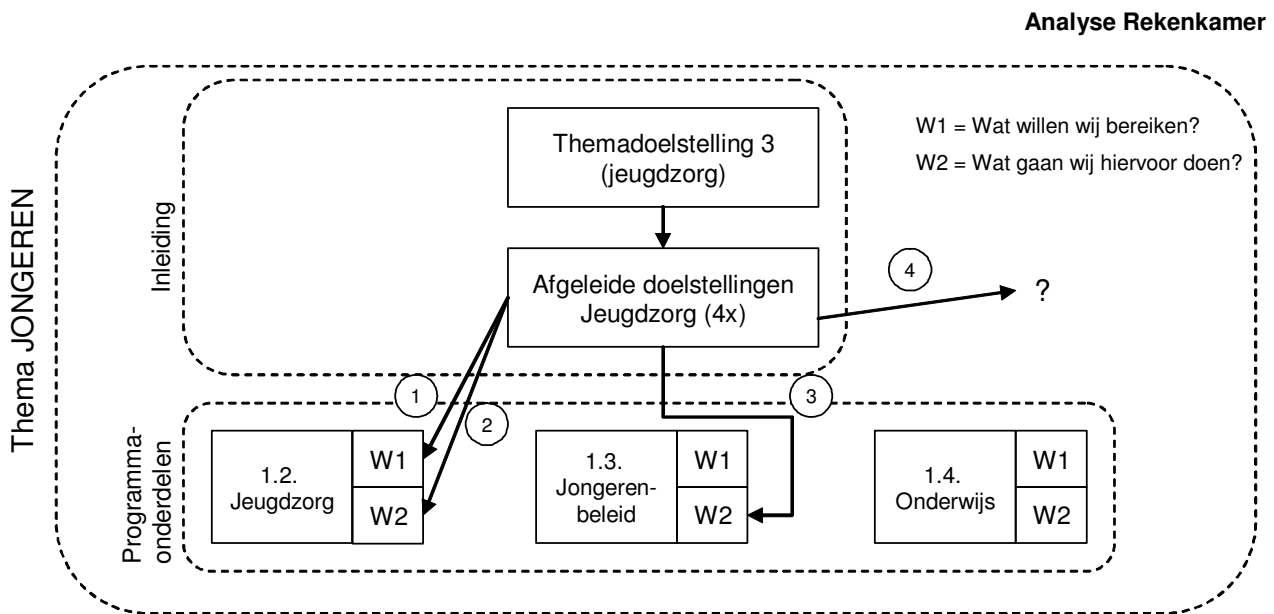 Analyse Rekenkamer
Thema JONGEREN
Inleiding
Themadoelstelling 3
(jeugdzorg)
W1 = Wat willen wij bereiken?
W2 = Wat gaan wij hiervoor doen?
Afgeleide doelstellingen
Jeugdzorg (4x)
4
?
1
2
3
Programma-
onderdelen
1.2.
Jeugdzorg
W1
W2
1.3.
Jongeren-
beleid
W1
W2
1.4.
Onderwijs
W1
W2